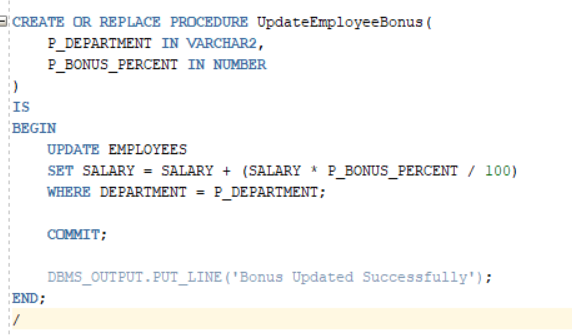 CREATE OR REPLACE PROCEDURE UpdateEmployeeBonus(
P_DEPARTMENT IN VARCHAR2,
P_BONUS_PERCENT IN NUMBER
)
IS
BEGIN
UPDATE EMPLOYEES
SET SALARY = SALARY + (SALARY * P_BONUS_PERCENT / 100)
WHERE DEPARTMENT = P_DEPARTMENT;
COMMIT;
DBMS_OUTPUT.PUT_LINE('Bonus Updated Successfully');
END;
/